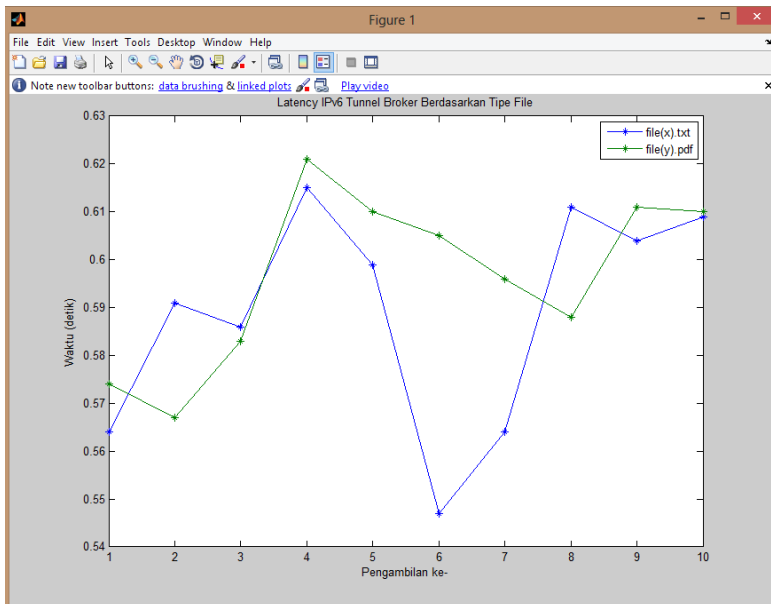 Figure 1
File Edit View Insert Tools Desktop Window Help
Note new toolbar buttons: data brushing & linked plots Play video
Latency IPv6 Tunnel Broker Berdasarkan Tipe File
file(x).txt
file(y).pdf
0.63
0.62
0.61
0.6
0.59
0.58
0.57
0.56
0.55
0.54
Waktu (detik)
1 2 3 4 5 6 7 8 9 10
Pengambilan ke-